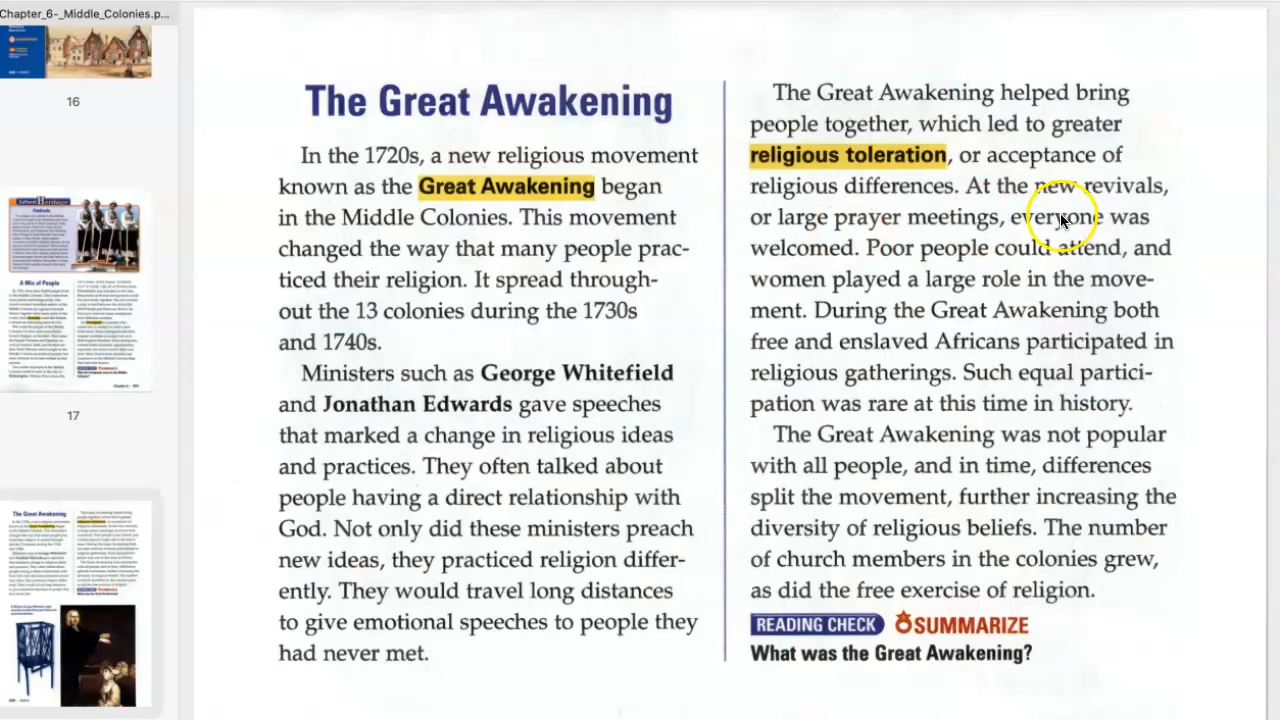 Chapter_6-_Middle_Colonies.p...
16
Cultural Heritage
A Mix of People
17
The Great Awakening
The Great Awakening
In the 1720s, a new religious movement
known as the Great Awakening began
in the Middle Colonies. This movement
changed the way that many people prac-
ticed their religion. It spread through-
out the 13 colonies during the 1730s
and 1740s.
Ministers such as George Whitefield
and Jonathan Edwards gave speeches
that marked a change in religious ideas
and practices. They often talked about
people having a direct relationship with
God. Not only did these ministers preach
new ideas, they practiced religion differ-
ently. They would travel long distances
to give emotional speeches to people they
had never met.
The Great Awakening helped bring
people together, which led to greater
religious toleration, or acceptance of
religious differences. At the new revivals,
or large prayer meetings, everyone was
welcomed. Poor people could attend, and
women played a large role in the move-
ment. During the Great Awakening both
free and enslaved Africans participated in
religious gatherings. Such equal partici-
pation was rare at this time in history.
The Great Awakening was not popular
with all people, and in time, differences
split the movement, further increasing the
diversity of religious beliefs. The number
of church members in the colonies grew,
as did the free exercise of religion.
READING CHECK SUMMARIZE
What was the Great Awakening?